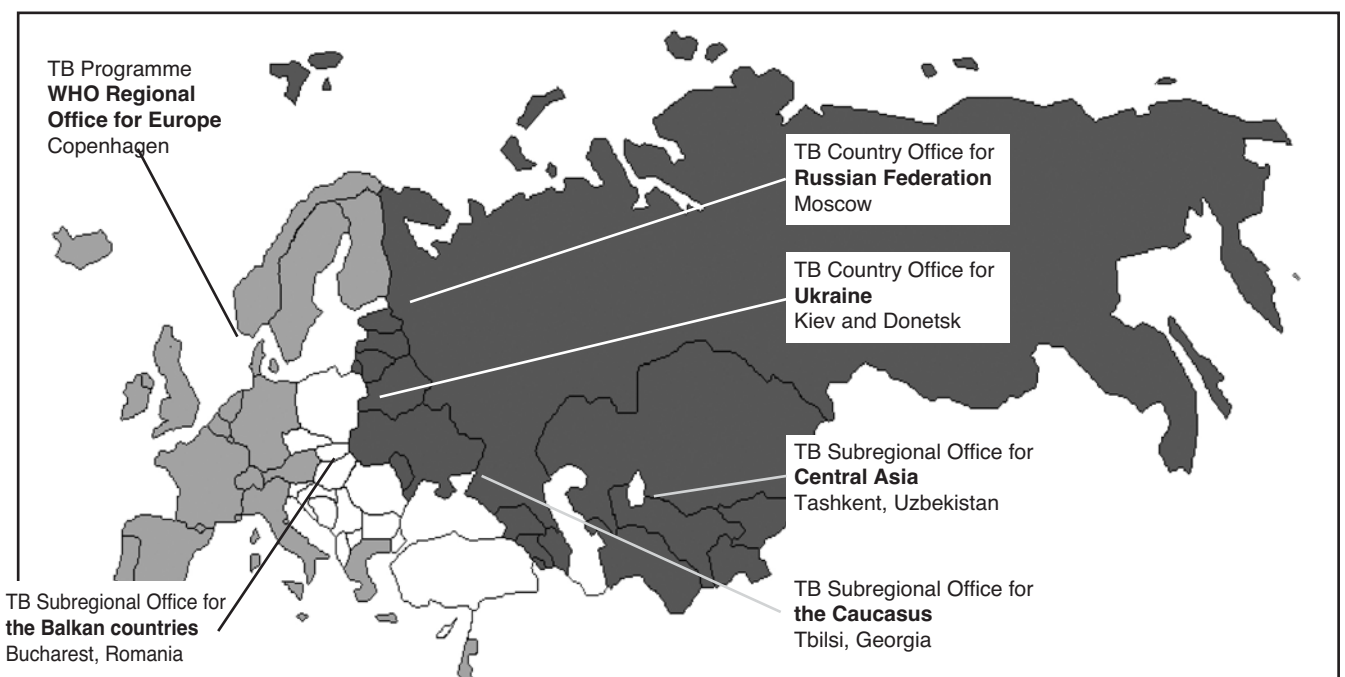 TB Programme
WHO Regional
Office for Europe
Copenhagen
TB Country Office for
Russian Federation
Moscow
TB Country Office for
Ukraine
Kiev and Donetsk
TB Subregional Office for
Central Asia
Tashkent, Uzbekistan
TB Subregional Office for
the Caucasus
Tbilsi, Georgia
TB Subregional Office for
the Balkan countries
Bucharest, Romania